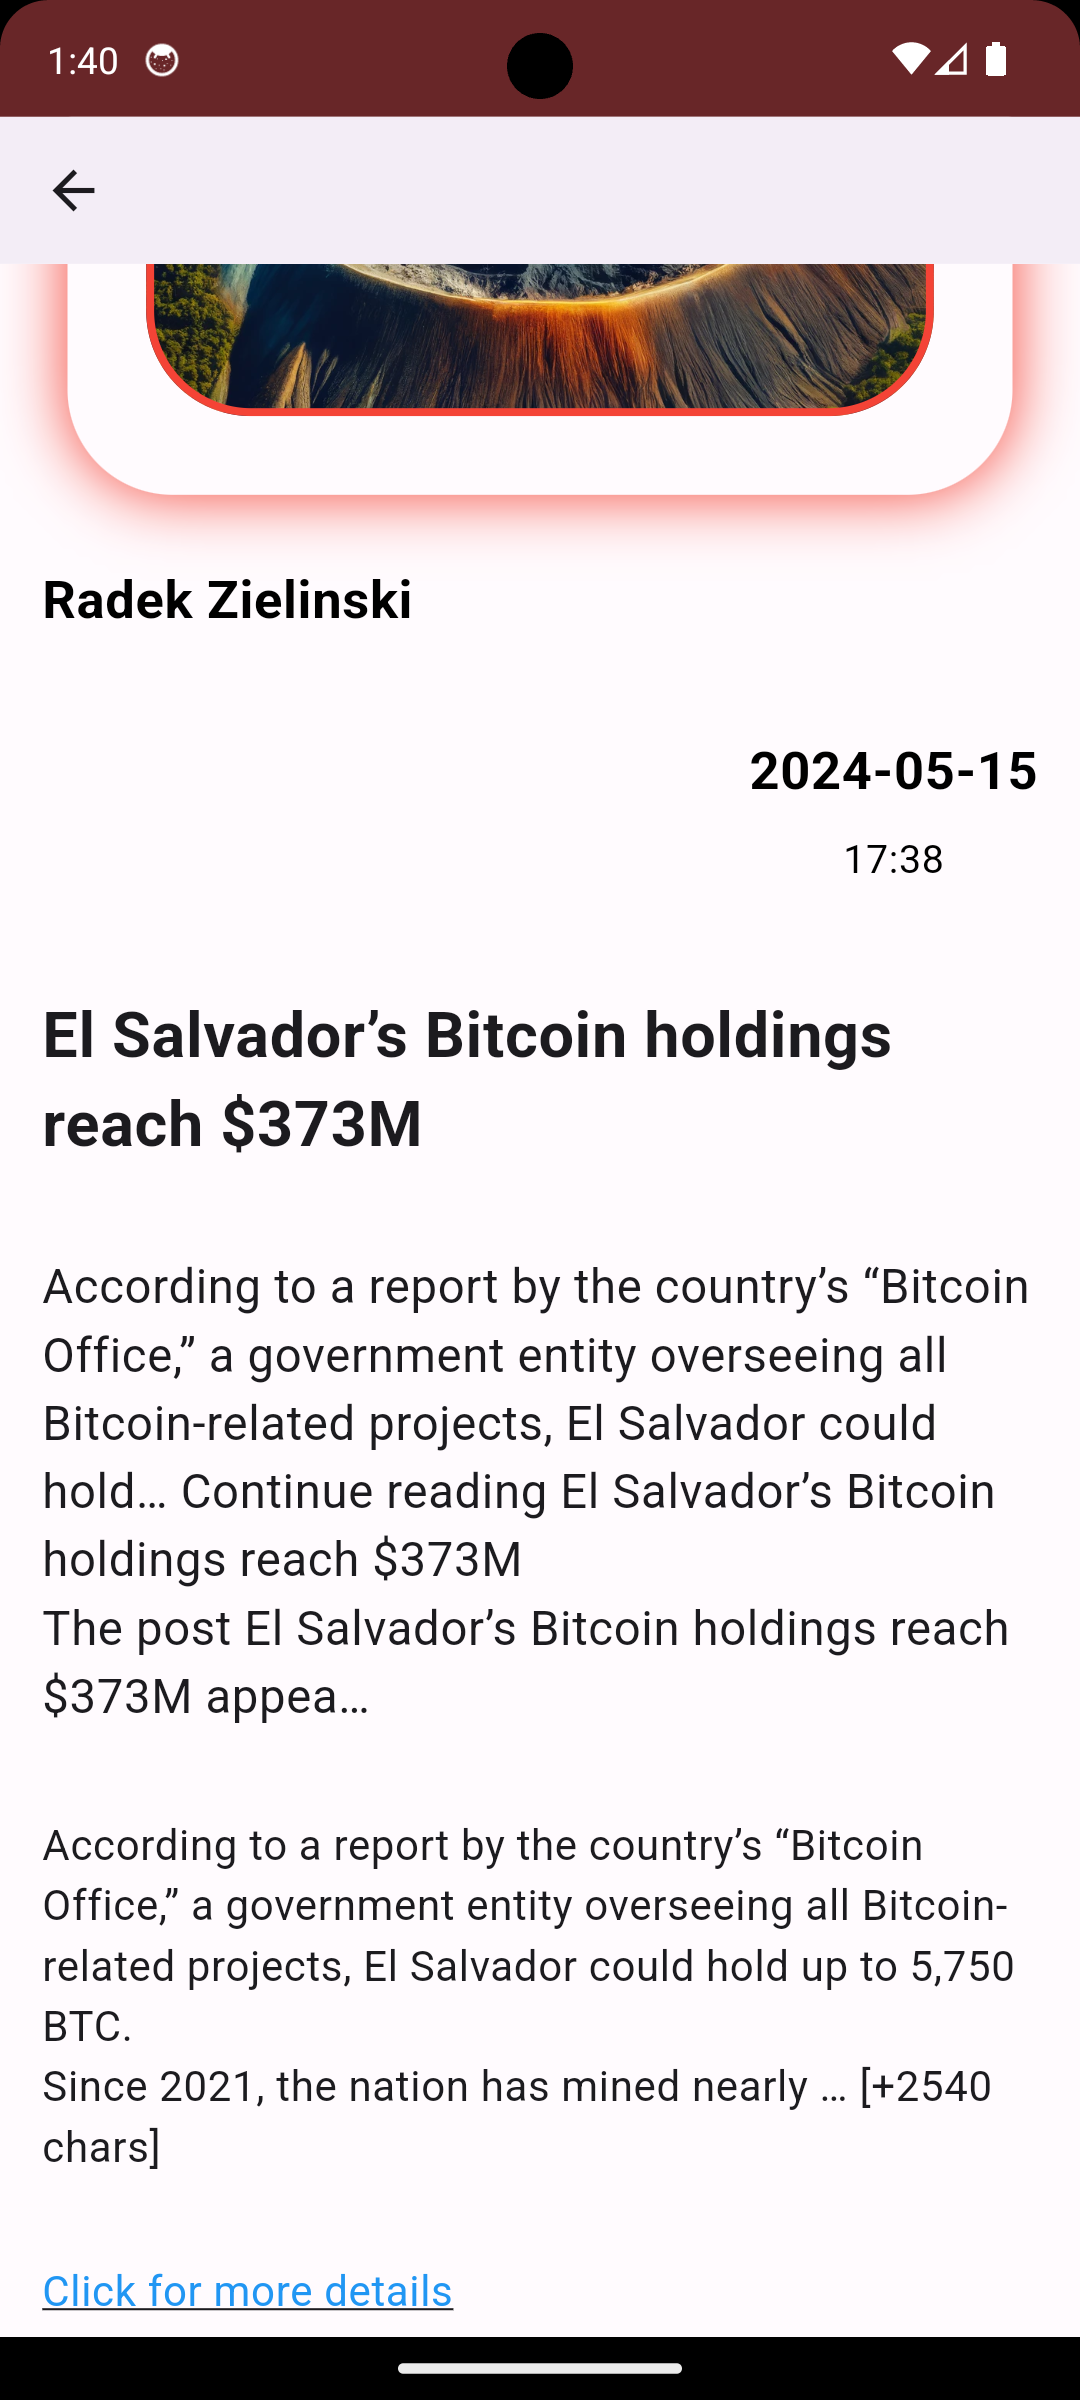 1:40
Radek Zielinski
2024-05-15
17:38
El Salvador’s Bitcoin holdings
reach $373M
According to a report by the country’s “Bitcoin
Office,” a government entity overseeing all
Bitcoin-related projects, El Salvador could
hold… Continue reading El Salvador’s Bitcoin
holdings reach $373M
The post El Salvador’s Bitcoin holdings reach
$373M appea…
According to a report by the country’s “Bitcoin
Office,” a government entity overseeing all Bitcoin-
related projects, El Salvador could hold up to 5,750
BTC.
Since 2021, the nation has mined nearly … [+2540
chars]
Click for more details